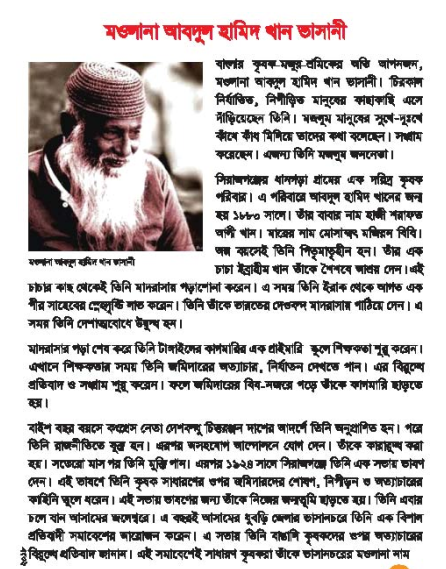 মওলানা আবদুল হামিদ খান ভাসানী
বাংলার কৃষক-মজুর-শ্রমিকের অতি আপনজন,
মওলানা আবদুল হামিদ খান ভাসানী। চিরকাল
নির্যাতিত, নিপীড়িত মানুষের কাছাকাছি এসে
দাঁড়িয়েছেন তিনি। মজলুম মানুষের সুখে-দুঃখে
কাঁধে কাঁধ মিলিয়ে তাদের কথা বলেছেন। সংগ্রাম
করেছেন। এজন্য তিনি মজলুম জননেতা।
সিরাজগঞ্জের ধানগড়া গ্রামের এক দরিদ্র কৃষক
পরিবার। এ পরিবারে আবদুল হামিদ খানের জন্ম
হয় ১৮৮০ সালে। তাঁর বাবার নাম হাজী শরাফত
আলী খান। মায়ের নাম মোসাম্মৎ মজিরন বিবি।
অল্প বয়সেই তিনি পিতৃমাতৃহীন হন। তাঁর এক
চাচা ইব্রাহীম খান তাঁকে শৈশবে আশ্রয় দেন। এই
মওলানা আবদুল হামিদ খান ভাসানী
চাচার কাছ থেকেই তিনি মাদরাসায় পড়াশোনা করেন। এ সময় তিনি ইরাক থেকে আগত এক
পীর সাহেবের স্নেহদৃষ্টি লাভ করেন। তিনি তাঁকে ভারতের দেওবন্দ মাদরাসায় পাঠিয়ে দেন। এ
সময় তিনি দেশাত্মবোধে উদ্বুদ্ধ হন।
মাদরাসার পড়া শেষ করে তিনি টাঙ্গাইলের কাগমারির এক প্রাইমারি স্কুলে শিক্ষকতা শুরু করেন।
এখানে শিক্ষকতার সময় তিনি জমিদারের অত্যাচার, নির্যাতন দেখতে পান। এর বিরুদ্ধে
প্রতিবাদ ও সংগ্রাম শুরু করেন। ফলে জমিদারের বিষ-নজরে পড়ে তাঁকে কাগমারি ছাড়তে
হয়।
বাইশ বছর বয়সে কংগ্রেস নেতা দেশবন্ধু চিত্তরঞ্জন দাশের আদর্শে তিনি অনুপ্রাণিত হন। পরে
তিনি রাজনীতিতে যুক্ত হন। এরপর অসহযোগ আন্দোলনে যোগ দেন। তাঁকে কারারুদ্ধ করা
হয়। সতেরো মাস পর তিনি মুক্তি পান। এরপর ১৯২৪ সালে সিরাজগঞ্জে তিনি এক সভায় ভাষণ
দেন। এই ভাষণে তিনি কৃষক সাধারণের ওপর জমিদারদের শোষণ, নিপীড়ন ও অত্যাচারের
কাহিনি তুলে ধরেন। এই সভায় ভাষণের জন্য তাঁকে নিজের জন্মভূমি ছাড়তে হয়। তিনি এবার
চলে যান আসামের জলেশ্বরে। এ বছরই আসামের ধুবড়ি জেলার ভাসানচরে তিনি এক বিশাল
প্রতিবাদী সমাবেশের আয়োজন করেন। এ সভায় তিনি বাঙালি কৃষকদের ওপর অত্যাচারের
বিরুদ্ধে প্রতিবাদ জানান। এই সমাবেশেই সাধারণ কৃষকরা তাঁকে ভাসানচরের মওলানা নাম